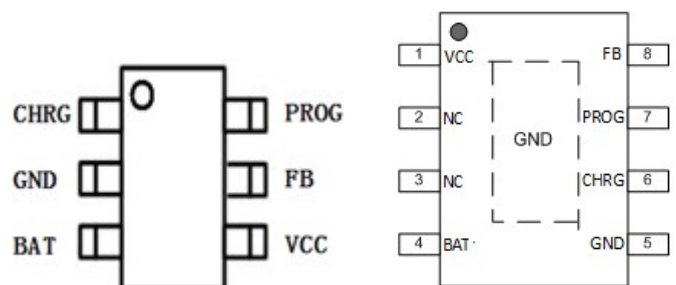 CHRG PROG
GND FB
BAT VCC
1 VCC FB 8
2 NC PROG 7
GND
3 NC CHRG 6
4 BAT GND 5